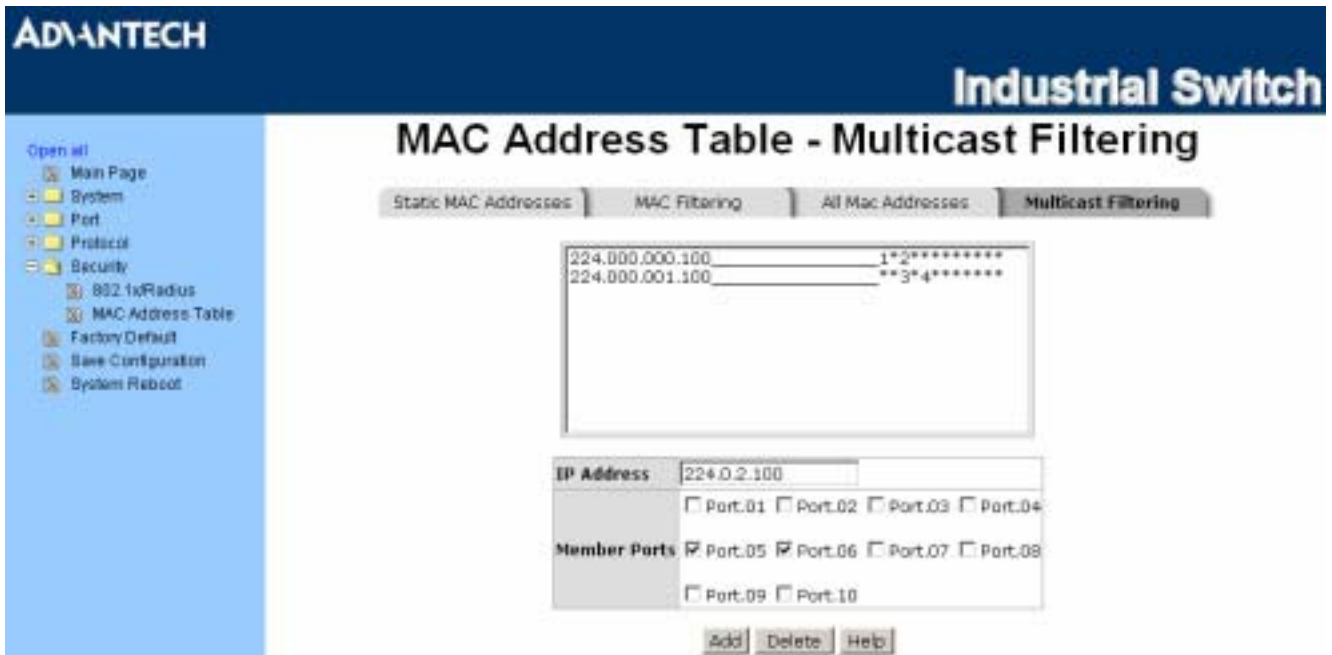 ADVANTECH
Industrial Switch
MAC Address Table - Multicast Filtering
Open all
Main Page
System
Port
Protocol
Security
802.1x/Radius
MAC Address Table
Factory Default
Save Configuration
System Reboot
Static MAC Addresses MAC Filtering All Mac Addresses Multicast Filtering
224.000.000.100____________________1*2*********
224.000.001.100____________________**3*4*******
IP Address 224.0.2.100
Port.01 Port.02 Port.03 Port.04
Member Ports Port.05 Port.06 Port.07 Port.08
Port.09 Port.10
Add Delete Help